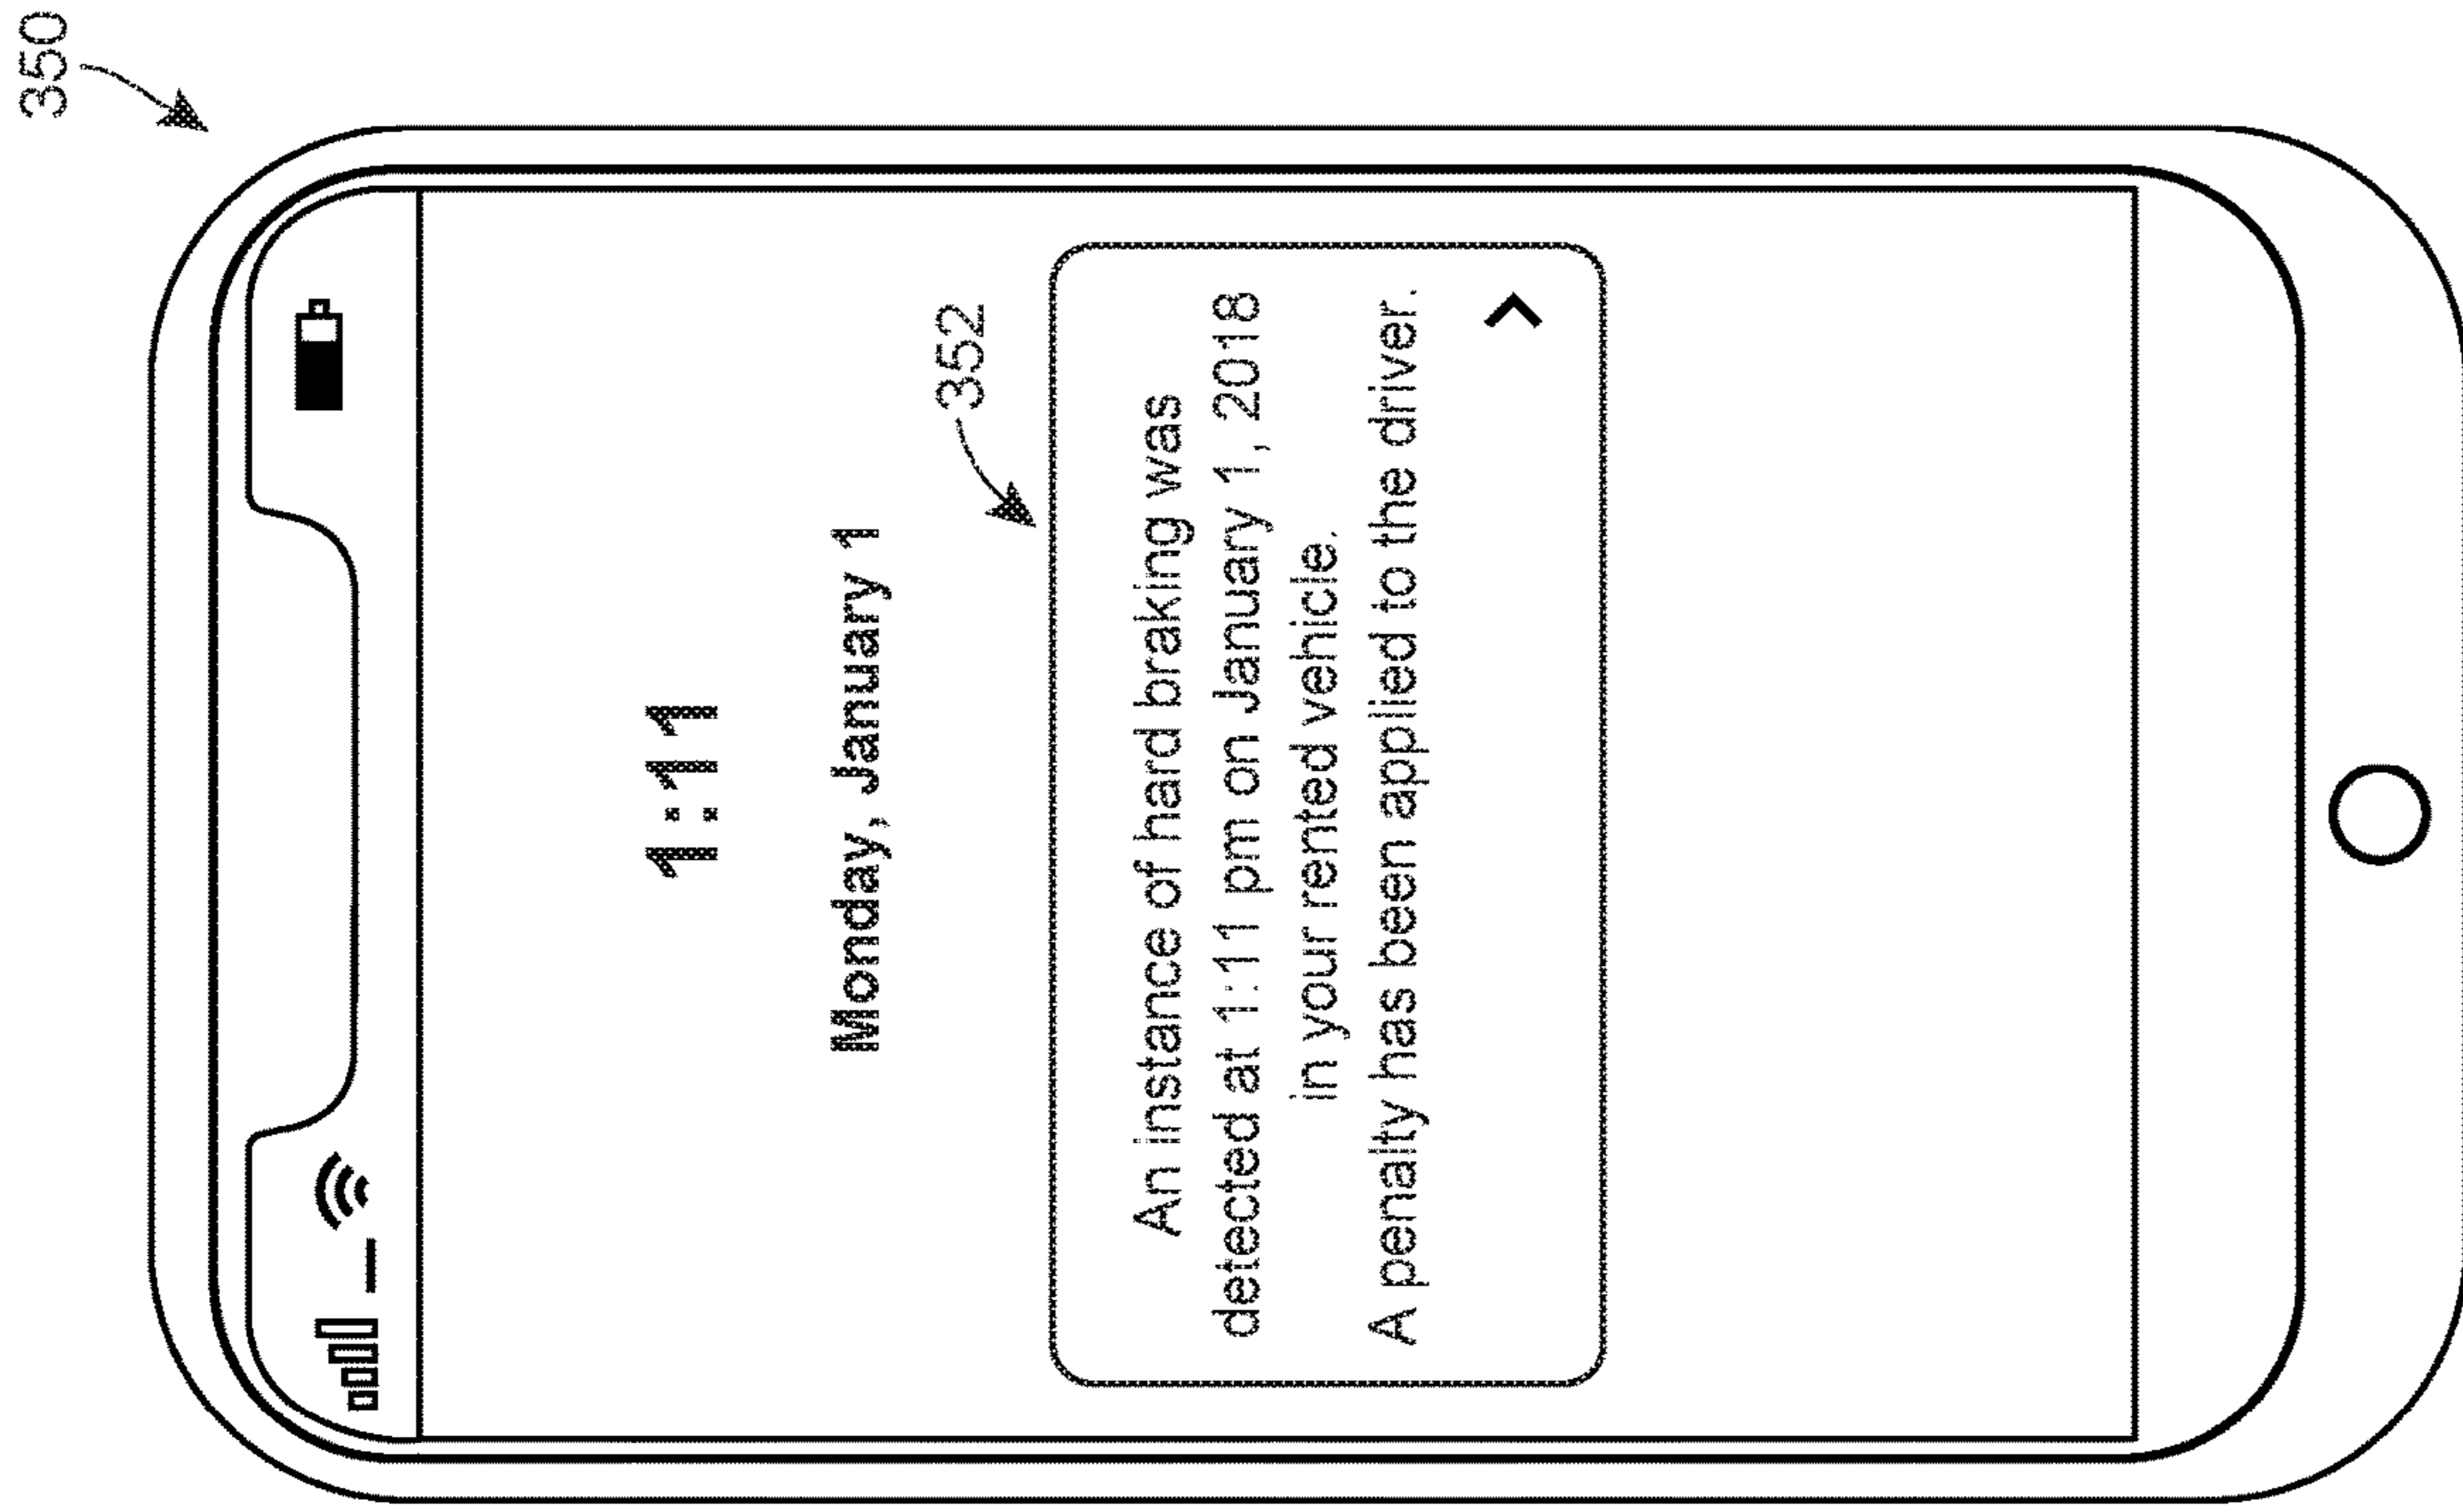 350
1:11
Monday, January 1
352
An instance of hard braking was
detected at 1:11 pm on January 1, 2018
in your rented vehicle.
A penalty has been applied to the driver.